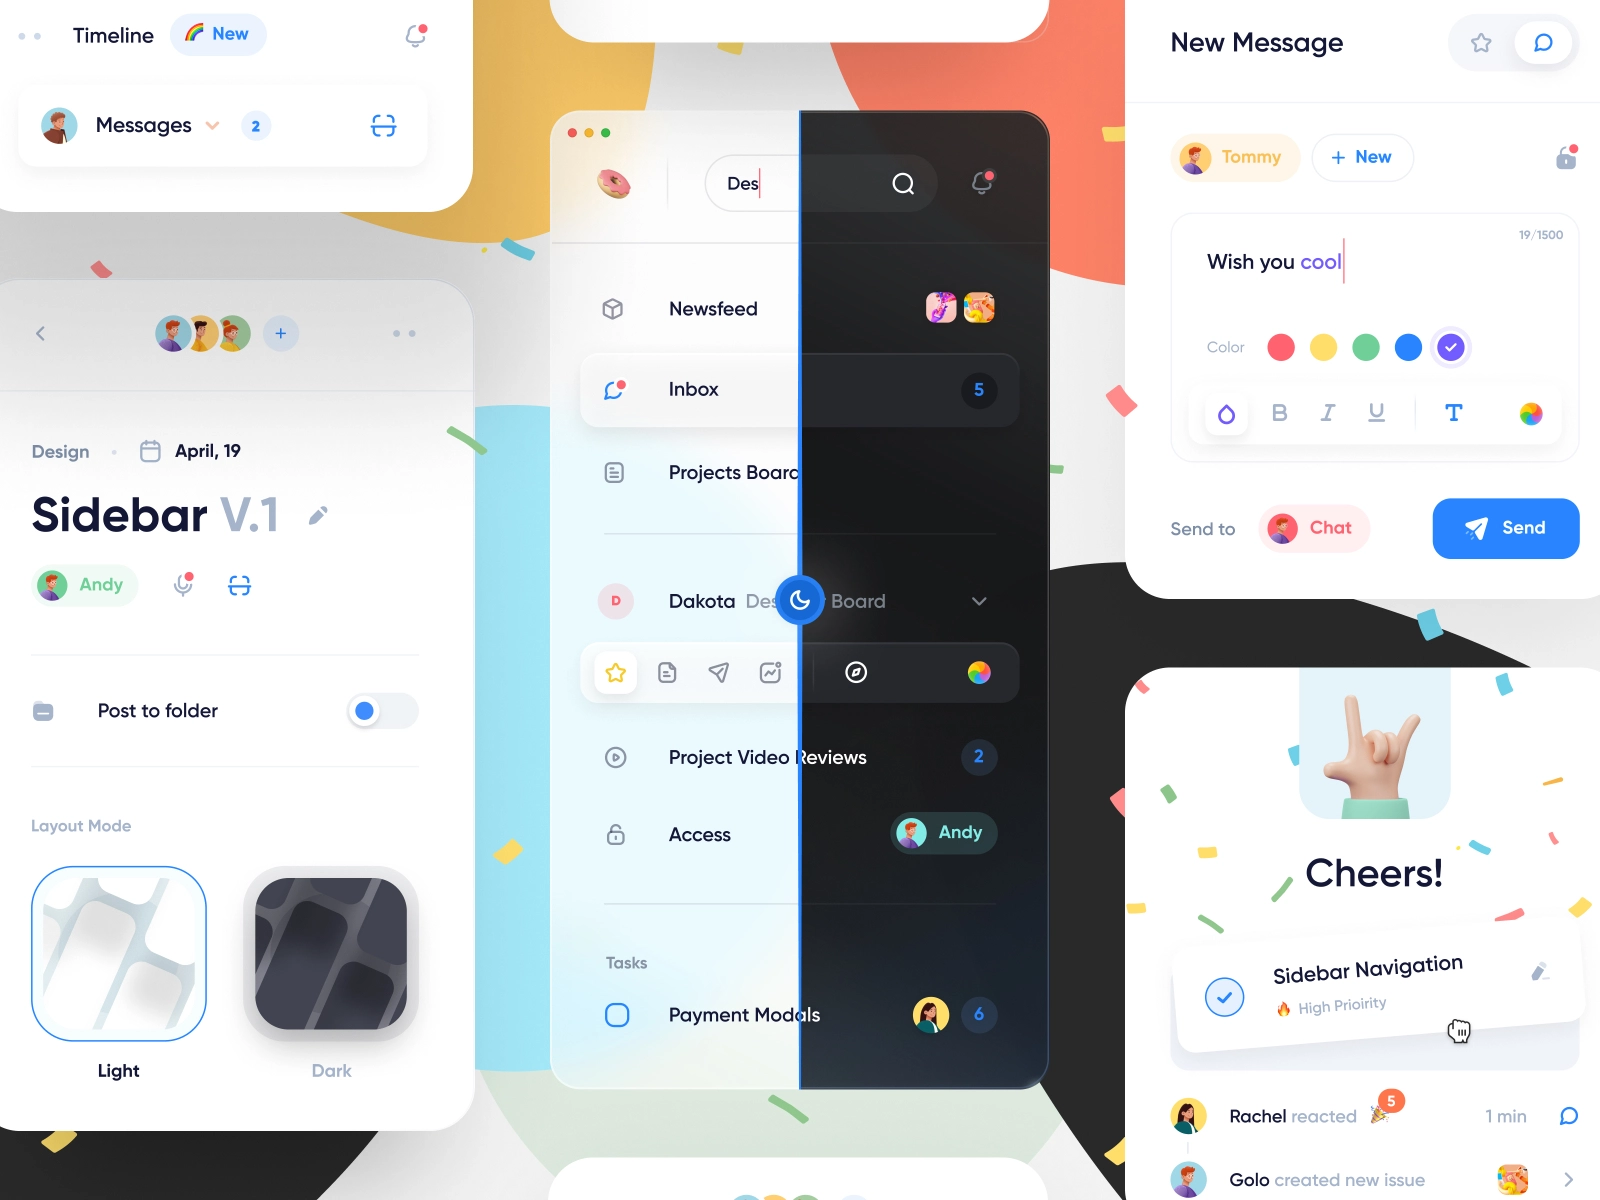 Timeline
New
Messages
2
Design
April, 19
Sidebar V.1
Andy
Post to folder
Layout Mode
Light
Dark
Des
Newsfeed
Inbox
5
Projects Board
D
Dakota Des Board
Project Video Reviews
2
Access
Andy
Tasks
Payment Modals
6
New Message
Tommy
+ New
19/1500
Wish you cool
Color
B I U T
Send to
Chat
Send
Cheers!
Sidebar Navigation
High Prioirity
Rachel reacted
5
1 min
Golo created new issue